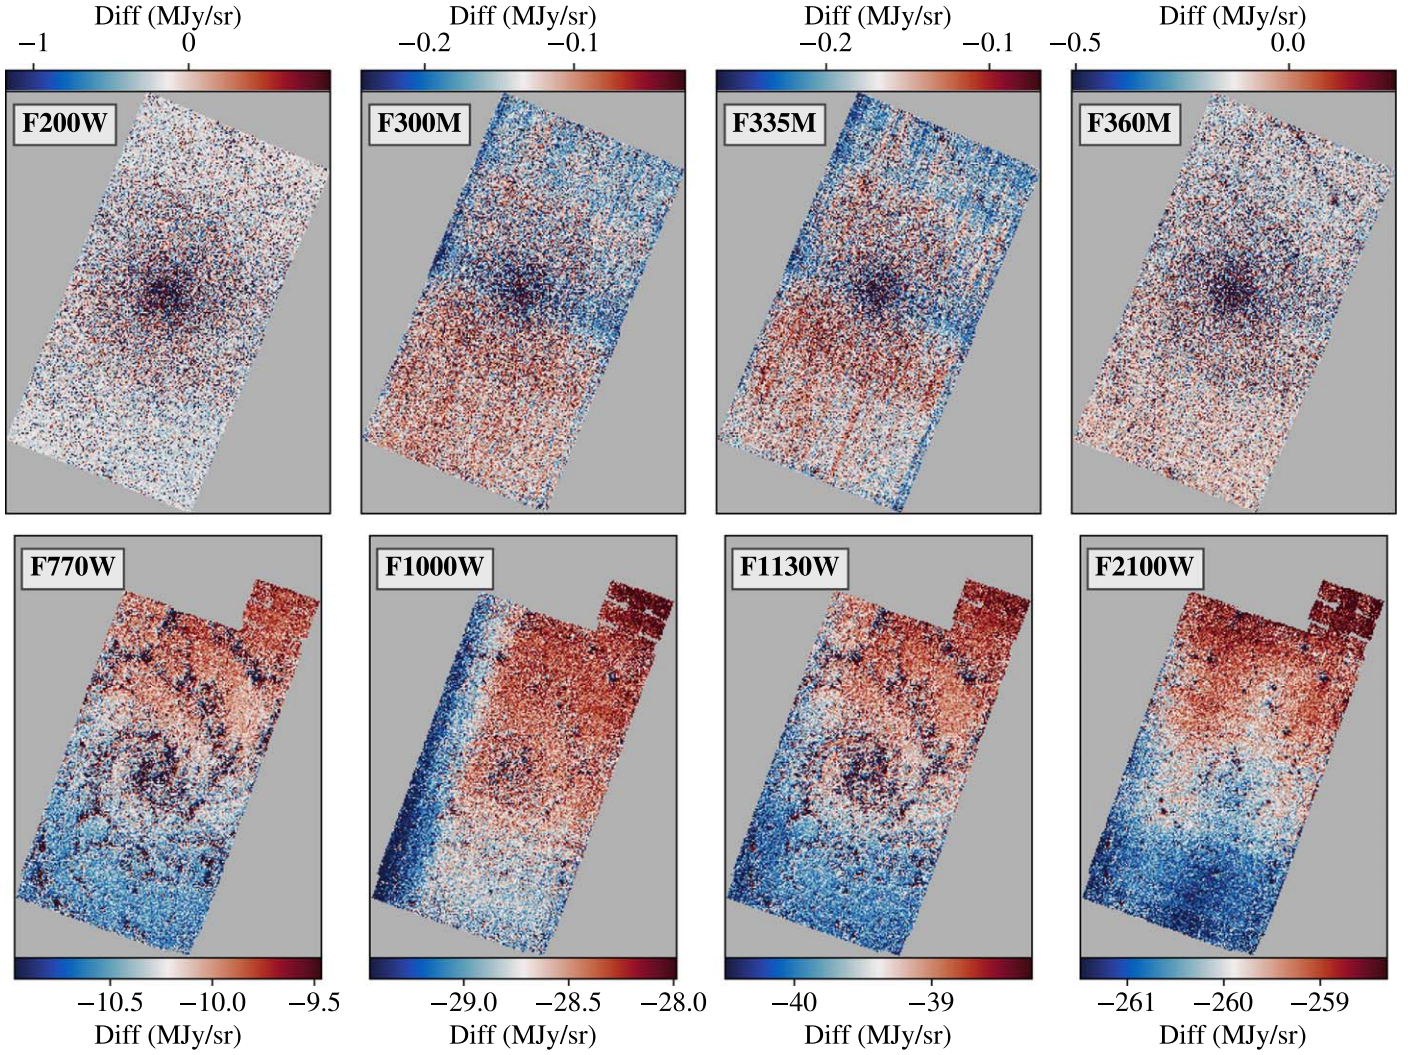 Diff (MJy/sr) Diff (MJy/sr) Diff (MJy/sr) Diff (MJy/sr)
−1 0 −0.2 −0.1 −0.2 −0.1 −0.5 0.0
F200W F300M F335M F360M
F770W F1000W F1130W F2100W
−10.5 −10.0 −9.5 −29.0 −28.5 −28.0 −40 −39 −261 −260 −259
Diff (MJy/sr) Diff (MJy/sr) Diff (MJy/sr) Diff (MJy/sr)